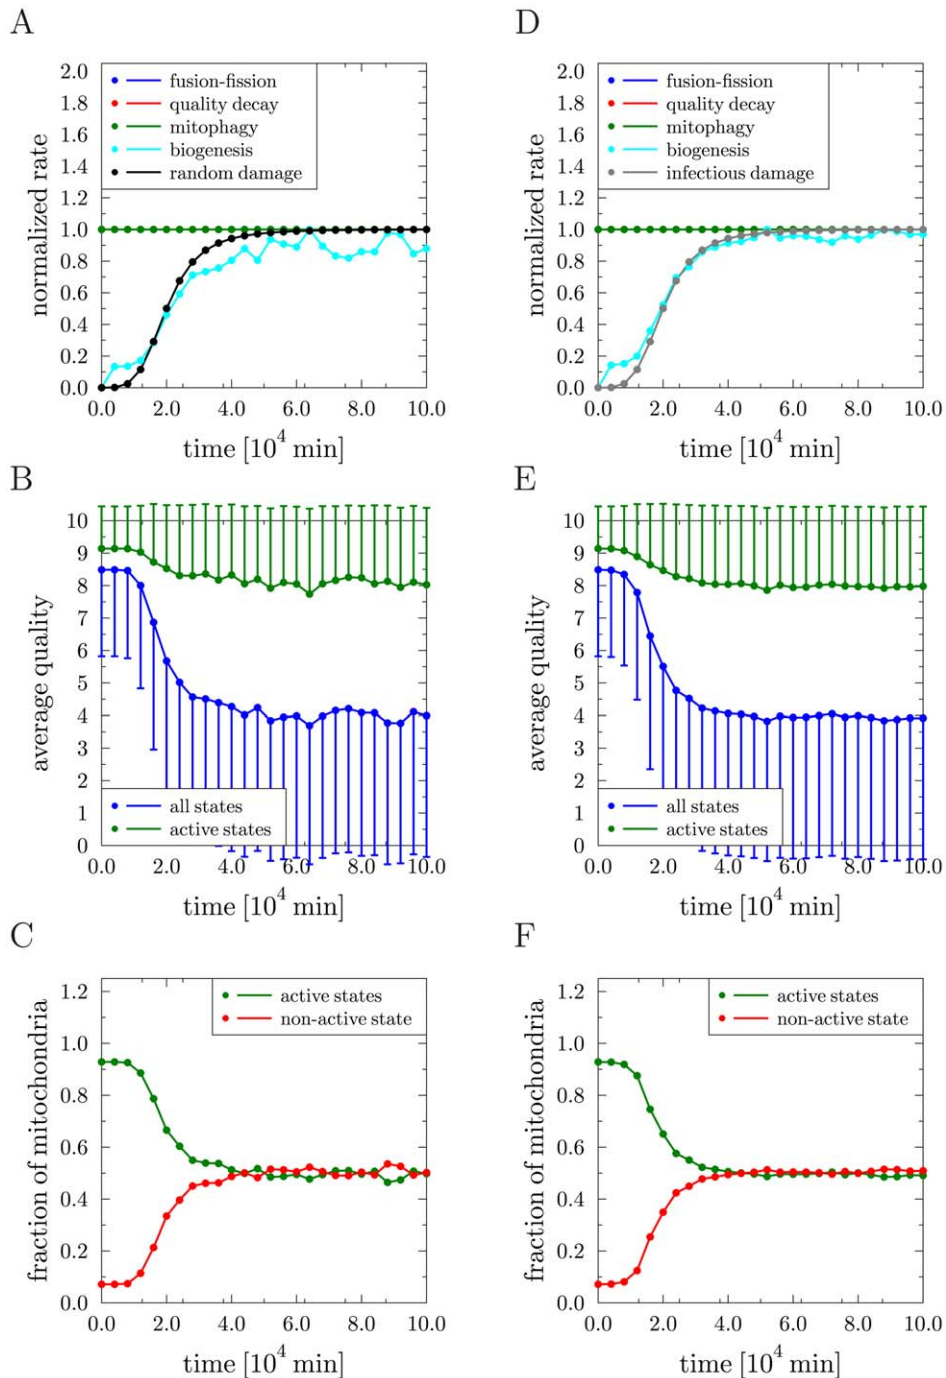 A
normalized rate
2.0
1.8
1.6
1.4
1.2
1.0
0.8
0.6
0.4
0.2
0.0
fusion-fission
quality decay
mitophagy
biogenesis
random damage
0.0 2.0 4.0 6.0 8.0 10.0
time [10⁴ min]
D
normalized rate
2.0
1.8
1.6
1.4
1.2
1.0
0.8
0.6
0.4
0.2
0.0
fusion-fission
quality decay
mitophagy
biogenesis
infectious damage
0.0 2.0 4.0 6.0 8.0 10.0
time [10⁴ min]
B
average quality
10
9
8
7
6
5
4
3
2
1
0
all states
active states
0.0 2.0 4.0 6.0 8.0 10.0
time [10⁴ min]
E
average quality
10
9
8
7
6
5
4
3
2
1
0
all states
active states
0.0 2.0 4.0 6.0 8.0 10.0
time [10⁴ min]
C
fraction of mitochondria
1.2
1.0
0.8
0.6
0.4
0.2
0.0
active states
non-active state
0.0 2.0 4.0 6.0 8.0 10.0
time [10⁴ min]
F
fraction of mitochondria
1.2
1.0
0.8
0.6
0.4
0.2
0.0
active states
non-active state
0.0 2.0 4.0 6.0 8.0 10.0
time [10⁴ min]